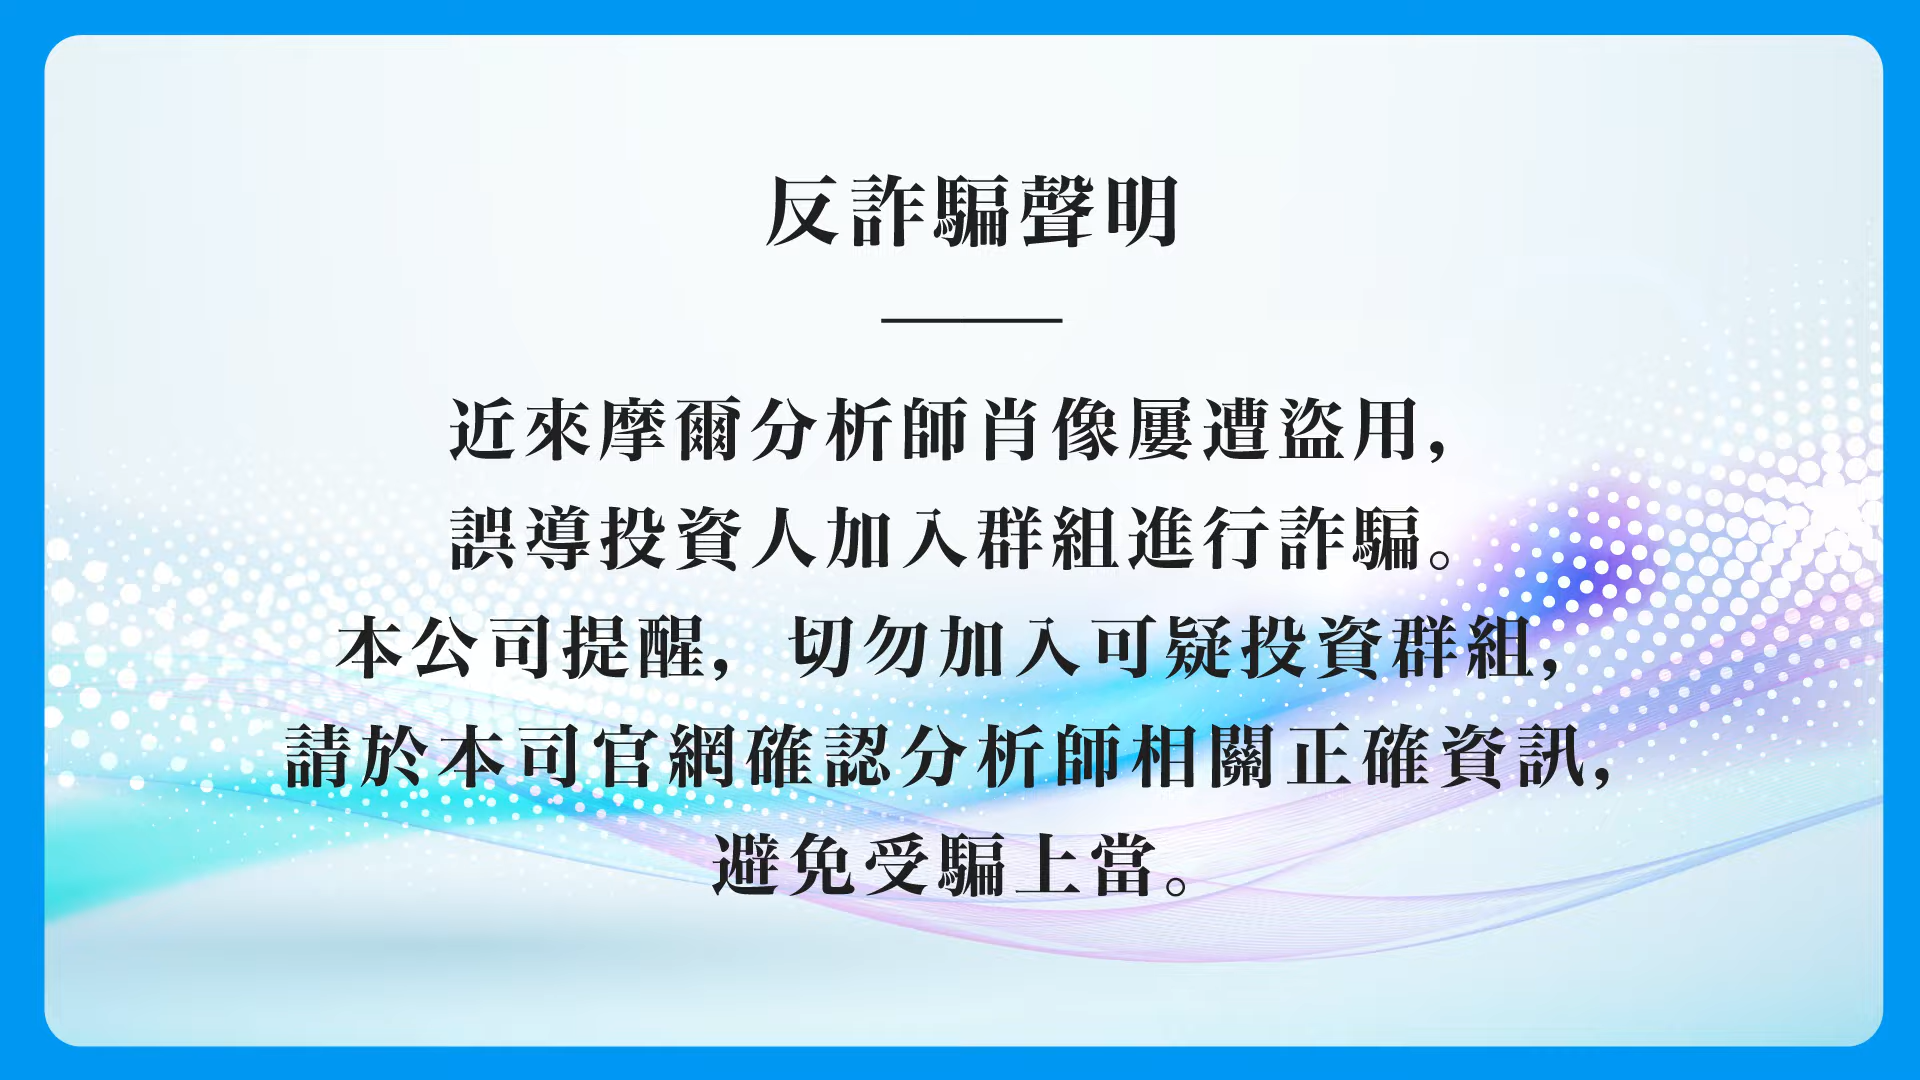 反詐騙聲明
近來摩爾分析師肖像屢遭盜用，
誤導投資人加入群組進行詐騙。
本公司提醒，切勿加入可疑投資群組，
請於本司官網確認分析師相關正確資訊，
避免受騙上當。